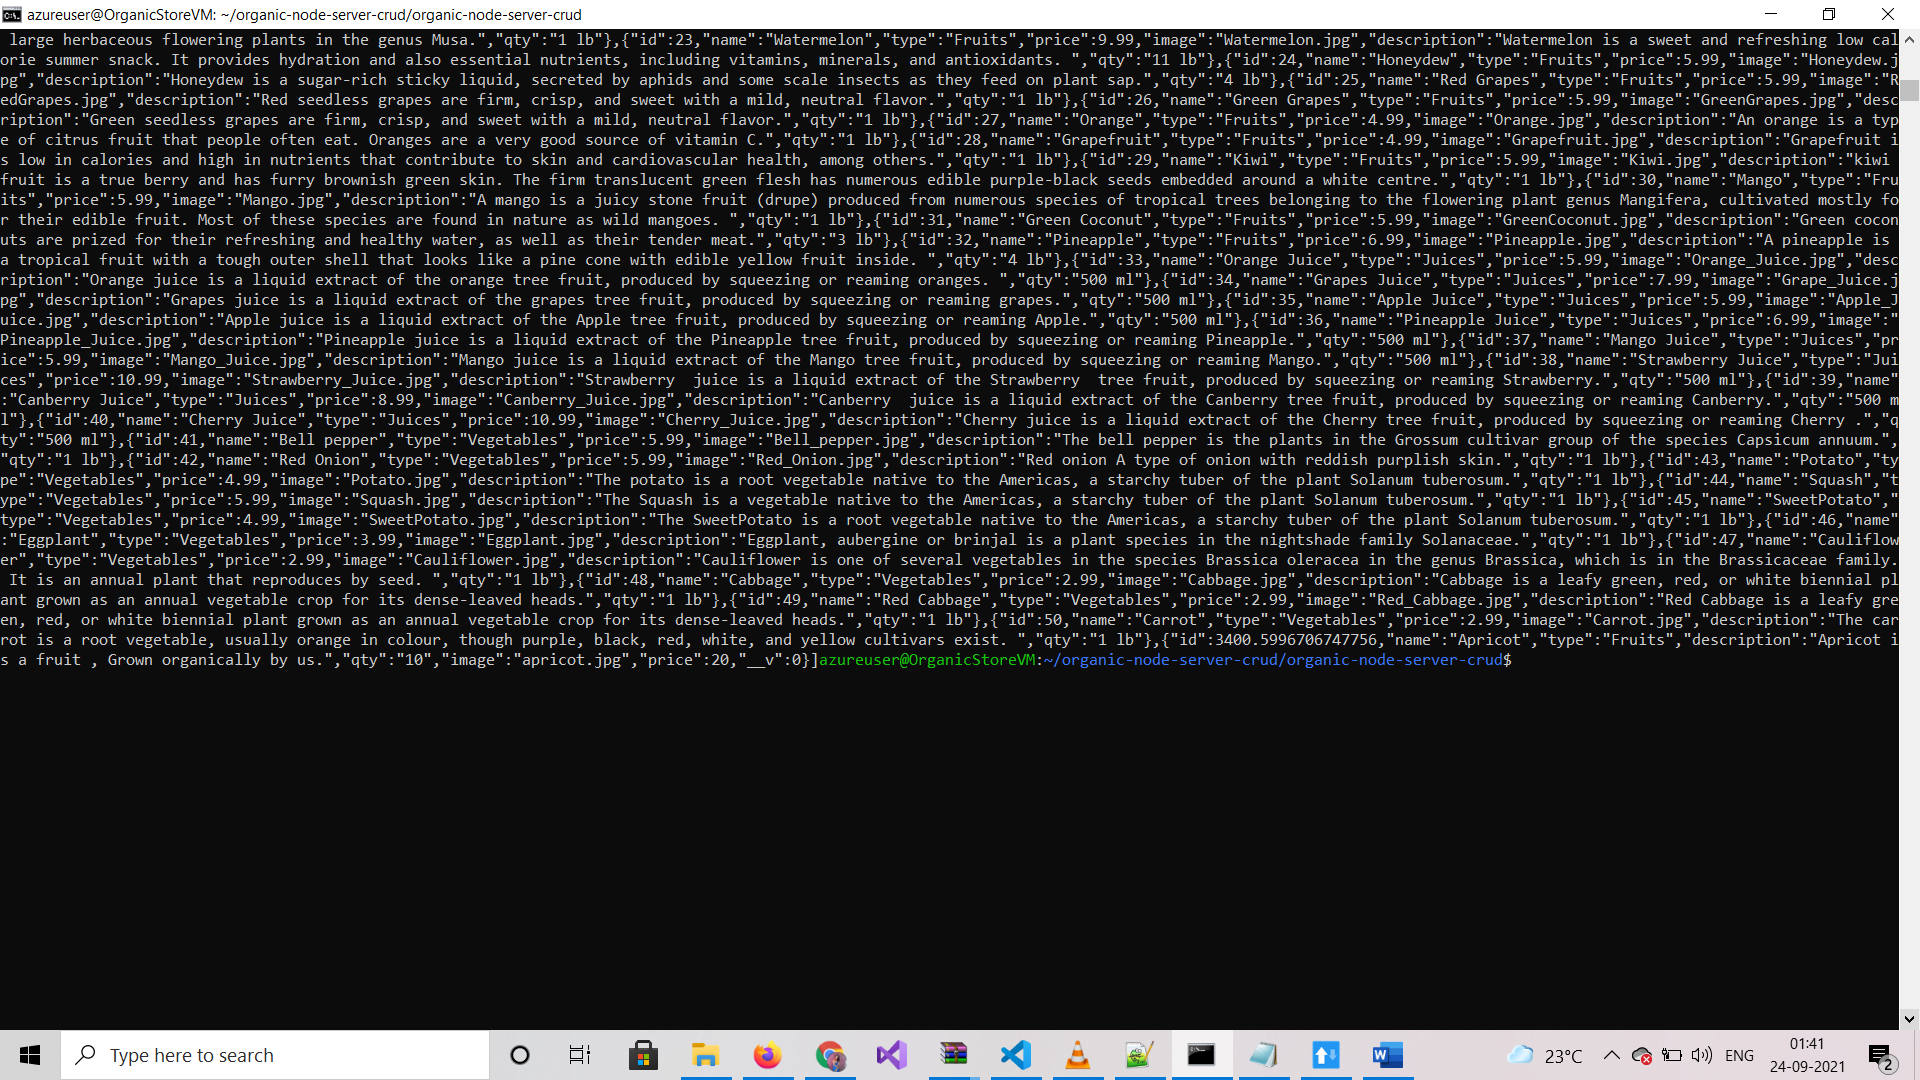 azureuser@OrganicStoreVM: ~/organic-node-server-crud/organic-node-server-crud
 large herbaceous flowering plants in the genus Musa.","qty":"1 lb"},{"id":23,"name":"Watermelon","type":"Fruits","price":9.99,"image":"Watermelon.jpg","description":"Watermelon is a sweet and refreshing low cal
orie summer snack. It provides hydration and also essential nutrients, including vitamins, minerals, and antioxidants. ","qty":"11 lb"},{"id":24,"name":"Honeydew","type":"Fruits","price":5.99,"image":"Honeydew.j
pg","description":"Honeydew is a sugar-rich sticky liquid, secreted by aphids and some scale insects as they feed on plant sap.","qty":"4 lb"},{"id":25,"name":"Red Grapes","type":"Fruits","price":5.99,"image":"R
edGrapes.jpg","description":"Red seedless grapes are firm, crisp, and sweet with a mild, neutral flavor.","qty":"1 lb"},{"id":26,"name":"Green Grapes","type":"Fruits","price":5.99,"image":"GreenGrapes.jpg","desc
ription":"Green seedless grapes are firm, crisp, and sweet with a mild, neutral flavor.","qty":"1 lb"},{"id":27,"name":"Orange","type":"Fruits","price":4.99,"image":"Orange.jpg","description":"An orange is a typ
e of citrus fruit that people often eat. Oranges are a very good source of vitamin C.","qty":"1 lb"},{"id":28,"name":"Grapefruit","type":"Fruits","price":4.99,"image":"Grapefruit.jpg","description":"Grapefruit i
s low in calories and high in nutrients that contribute to skin and cardiovascular health, among others.","qty":"1 lb"},{"id":29,"name":"Kiwi","type":"Fruits","price":5.99,"image":"Kiwi.jpg","description":"kiwi 
fruit is a true berry and has furry brownish green skin. The firm translucent green flesh has numerous edible purple-black seeds embedded around a white centre.","qty":"1 lb"},{"id":30,"name":"Mango","type":"Fru
its","price":5.99,"image":"Mango.jpg","description":"A mango is a juicy stone fruit (drupe) produced from numerous species of tropical trees belonging to the flowering plant genus Mangifera, cultivated mostly fo
r their edible fruit. Most of these species are found in nature as wild mangoes. ","qty":"1 lb"},{"id":31,"name":"Green Coconut","type":"Fruits","price":5.99,"image":"GreenCoconut.jpg","description":"Green cocon
uts are prized for their refreshing and healthy water, as well as their tender meat.","qty":"3 lb"},{"id":32,"name":"Pineapple","type":"Fruits","price":6.99,"image":"Pineapple.jpg","description":"A pineapple is 
a tropical fruit with a tough outer shell that looks like a pine cone with edible yellow fruit inside. ","qty":"4 lb"},{"id":33,"name":"Orange Juice","type":"Juices","price":5.99,"image":"Orange_Juice.jpg","desc
ription":"Orange juice is a liquid extract of the orange tree fruit, produced by squeezing or reaming oranges. ","qty":"500 ml"},{"id":34,"name":"Grapes Juice","type":"Juices","price":7.99,"image":"Grape_Juice.j
pg","description":"Grapes juice is a liquid extract of the grapes tree fruit, produced by squeezing or reaming grapes.","qty":"500 ml"},{"id":35,"name":"Apple Juice","type":"Juices","price":5.99,"image":"Apple_J
uice.jpg","description":"Apple juice is a liquid extract of the Apple tree fruit, produced by squeezing or reaming Apple.","qty":"500 ml"},{"id":36,"name":"Pineapple Juice","type":"Juices","price":6.99,"image":"
Pineapple_Juice.jpg","description":"Pineapple juice is a liquid extract of the Pineapple tree fruit, produced by squeezing or reaming Pineapple.","qty":"500 ml"},{"id":37,"name":"Mango Juice","type":"Juices","pr
ice":5.99,"image":"Mango_Juice.jpg","description":"Mango juice is a liquid extract of the Mango tree fruit, produced by squeezing or reaming Mango.","qty":"500 ml"},{"id":38,"name":"Strawberry Juice","type":"Jui
ces","price":10.99,"image":"Strawberry_Juice.jpg","description":"Strawberry  juice is a liquid extract of the Strawberry  tree fruit, produced by squeezing or reaming Strawberry.","qty":"500 ml"},{"id":39,"name"
:"Canberry Juice","type":"Juices","price":8.99,"image":"Canberry_Juice.jpg","description":"Canberry  juice is a liquid extract of the Canberry tree fruit, produced by squeezing or reaming Canberry.","qty":"500 m
l"},{"id":40,"name":"Cherry Juice","type":"Juices","price":10.99,"image":"Cherry_Juice.jpg","description":"Cherry juice is a liquid extract of the Cherry tree fruit, produced by squeezing or reaming Cherry .","q
ty":"500 ml"},{"id":41,"name":"Bell pepper","type":"Vegetables","price":5.99,"image":"Bell_pepper.jpg","description":"The bell pepper is the plants in the Grossum cultivar group of the species Capsicum annuum.",
"qty":"1 lb"},{"id":42,"name":"Red Onion","type":"Vegetables","price":5.99,"image":"Red_Onion.jpg","description":"Red onion A type of onion with reddish purplish skin.","qty":"1 lb"},{"id":43,"name":"Potato","ty
pe":"Vegetables","price":4.99,"image":"Potato.jpg","description":"The potato is a root vegetable native to the Americas, a starchy tuber of the plant Solanum tuberosum.","qty":"1 lb"},{"id":44,"name":"Squash","t
ype":"Vegetables","price":5.99,"image":"Squash.jpg","description":"The Squash is a vegetable native to the Americas, a starchy tuber of the plant Solanum tuberosum.","qty":"1 lb"},{"id":45,"name":"SweetPotato",
"type":"Vegetables","price":4.99,"image":"SweetPotato.jpg","description":"The SweetPotato is a root vegetable native to the Americas, a starchy tuber of the plant Solanum tuberosum.","qty":"1 lb"},{"id":46,"name"
:"Eggplant","type":"Vegetables","price":3.99,"image":"Eggplant.jpg","description":"Eggplant, aubergine or brinjal is a plant species in the nightshade family Solanaceae.","qty":"1 lb"},{"id":47,"name":"Cauliflow
er","type":"Vegetables","price":2.99,"image":"Cauliflower.jpg","description":"Cauliflower is one of several vegetables in the species Brassica oleracea in the genus Brassica, which is in the Brassicaceae family.
 It is an annual plant that reproduces by seed. ","qty":"1 lb"},{"id":48,"name":"Cabbage","type":"Vegetables","price":2.99,"image":"Cabbage.jpg","description":"Cabbage is a leafy green, red, or white biennial pl
ant grown as an annual vegetable crop for its dense-leaved heads.","qty":"1 lb"},{"id":49,"name":"Red Cabbage","type":"Vegetables","price":2.99,"image":"Red_Cabbage.jpg","description":"Red Cabbage is a leafy gre
en, red, or white biennial plant grown as an annual vegetable crop for its dense-leaved heads.","qty":"1 lb"},{"id":50,"name":"Carrot","type":"Vegetables","price":2.99,"image":"Carrot.jpg","description":"The car
rot is a root vegetable, usually orange in colour, though purple, black, red, white, and yellow cultivars exist. ","qty":"1 lb"},{"id":3400.5996706747756,"name":"Apricot","type":"Fruits","description":"Apricot i
s a fruit , Grown organically by us.","qty":"10","image":"apricot.jpg","price":20,"__v":0}]azureuser@OrganicStoreVM:~/organic-node-server-crud/organic-node-server-crud$
Type here to search
23°C
ENG
01:41
24-09-2021
2